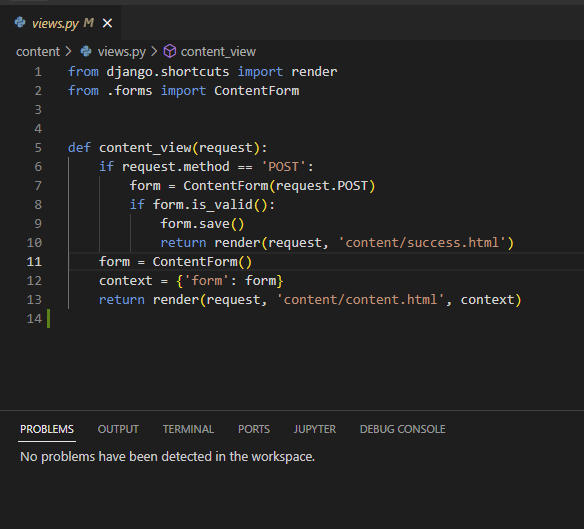 views.py M ×
content > views.py > content_view
1 from django.shortcuts import render
2 from .forms import ContentForm
3
4
5 def content_view(request):
6     if request.method == 'POST':
7         form = ContentForm(request.POST)
8         if form.is_valid():
9             form.save()
10             return render(request, 'content/success.html')
11     form = ContentForm()
12     context = {'form': form}
13     return render(request, 'content/content.html', context)
14
PROBLEMS OUTPUT TERMINAL PORTS JUPYTER DEBUG CONSOLE
No problems have been detected in the workspace.